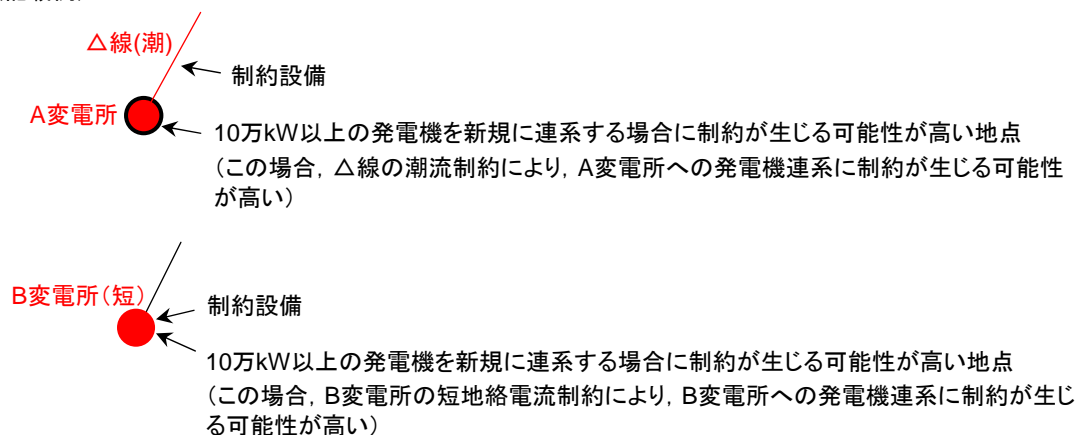 △線(潮)
制約設備
A変電所
10万kW以上の発電機を新規に連系する場合に制約が生じる可能性が高い地点
(この場合,△線の潮流制約により,A変電所への発電機連系に制約が生じる可能性
が高い)
B変電所(短)
制約設備
10万kW以上の発電機を新規に連系する場合に制約が生じる可能性が高い地点
(この場合,B変電所の短地絡電流制約により,B変電所への発電機連系に制約が生じ
る可能性が高い)